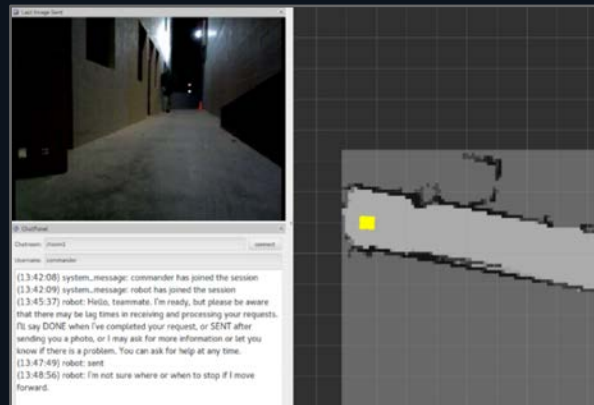 Last Image Sent
ChatPanel
Chatroom: /room1
connect
Username: commander
(13:42:08) system_message: commander has joined the
session
(13:42:09) system_message: robot has joined the session
(13:45:37) robot: Hello, teammate. I'm ready, but please be aware
that there may be lag times in receiving and processing your requests.
I'll say DONE when I've completed your request, or SENT after
sending you a photo, or I may ask for more information or let you
know if there is a problem. You can ask for help at any time.
(13:47:49) robot: sent
(13:48:56) robot: I'm not sure where or when to stop if I move
forward.